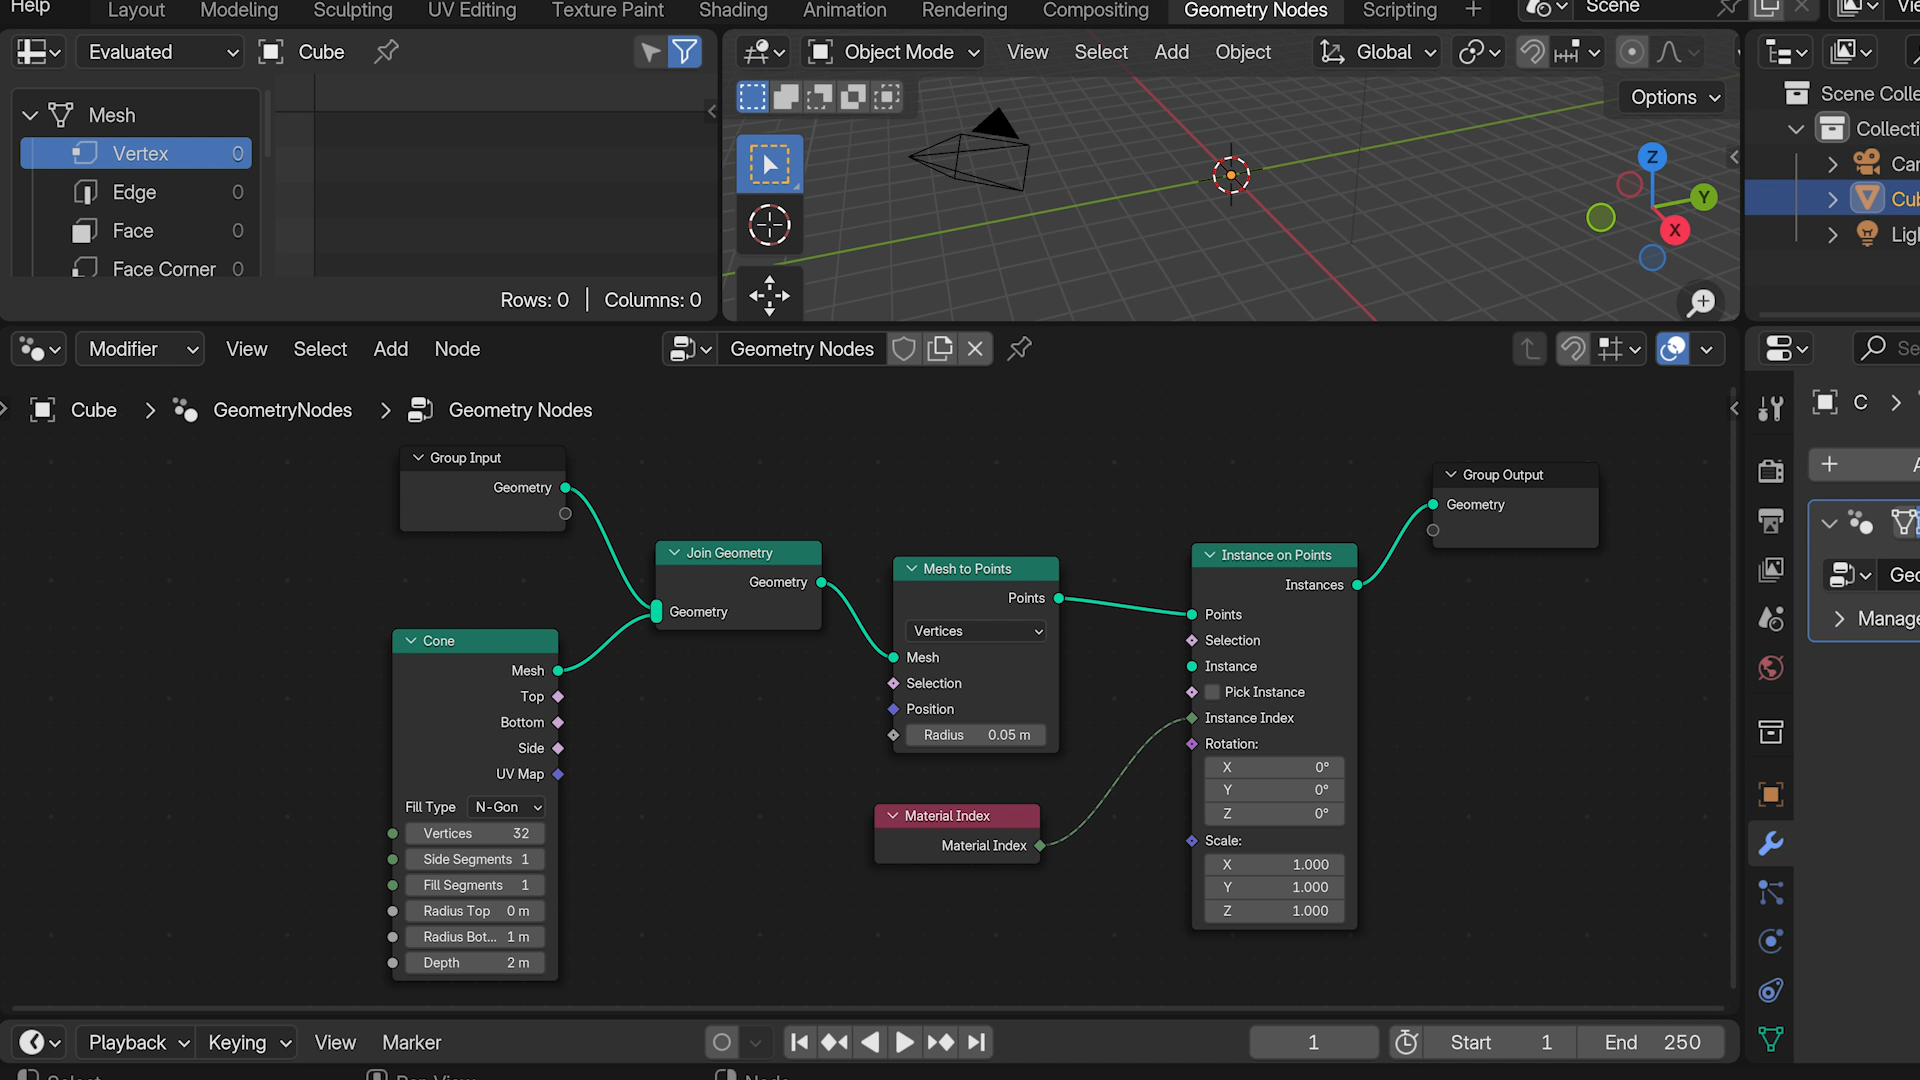 Help
Layout
Modeling
Sculpting
UV Editing
Texture Paint
Shading
Animation
Rendering
Compositing
Geometry Nodes
Scripting
Scene
Evaluated
Cube
Object Mode
View
Select
Add
Object
Global
Options
Mesh
Vertex 0
Edge 0
Face 0
Face Corner 0
Rows: 0
Columns: 0
Z
Y
X
Scene Colle
Collecti
Car
Cub
Ligh
Modifier
View
Select
Add
Node
Geometry Nodes
Cube
GeometryNodes
Geometry Nodes
C
Group Input
Geometry
Join Geometry
Geometry
Geometry
Cone
Mesh
Top
Bottom
Side
UV Map
Fill Type N-Gon
Vertices 32
Side Segments 1
Fill Segments 1
Radius Top 0 m
Radius Bot... 1 m
Depth 2 m
Mesh to Points
Points
Vertices
Mesh
Selection
Position
Radius 0.05 m
Material Index
Material Index
Instance on Points
Instances
Points
Selection
Instance
Pick Instance
Instance Index
Rotation:
X 0°
Y 0°
Z 0°
Scale:
X 1.000
Y 1.000
Z 1.000
Group Output
Geometry
Geo
Manage
Playback
Keying
View
Marker
1
Start 1
End 250